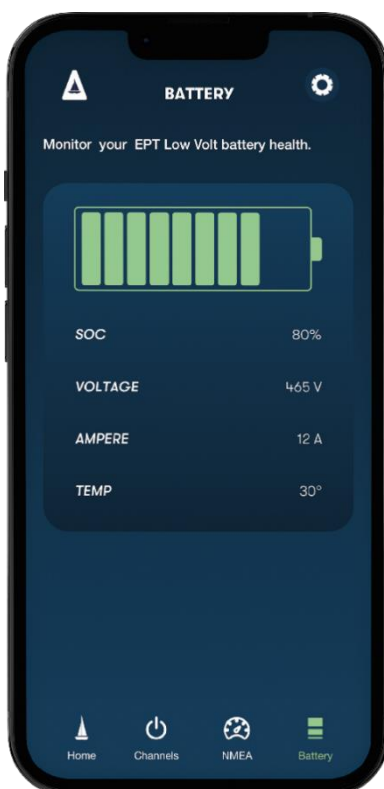 BATTERY
Monitor your EPT Low Volt battery health.
SOC 80%
VOLTAGE 465 V
AMPERE 12 A
TEMP 30°
Home Channels NMEA Battery